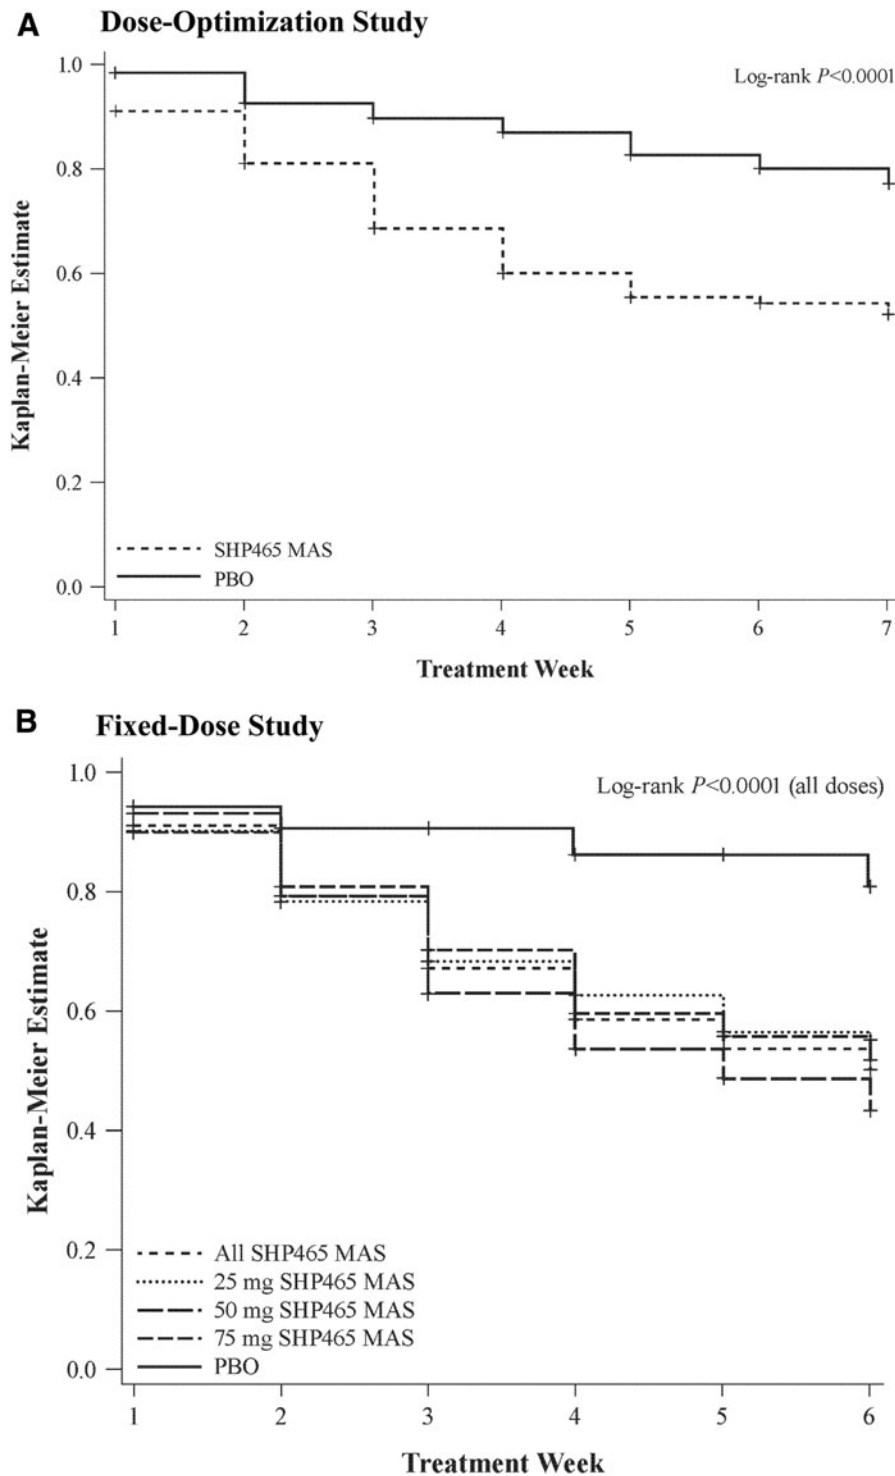 A Dose-Optimization Study
Log-rank P<0.0001
1.0
0.8
0.6
0.4
0.2
0.0
Kaplan-Meier Estimate
SHP465 MAS
PBO
1 2 3 4 5 6 7
Treatment Week
B Fixed-Dose Study
Log-rank P<0.0001 (all doses)
1.0
0.8
0.6
0.4
0.2
0.0
Kaplan-Meier Estimate
All SHP465 MAS
25 mg SHP465 MAS
50 mg SHP465 MAS
75 mg SHP465 MAS
PBO
1 2 3 4 5 6
Treatment Week